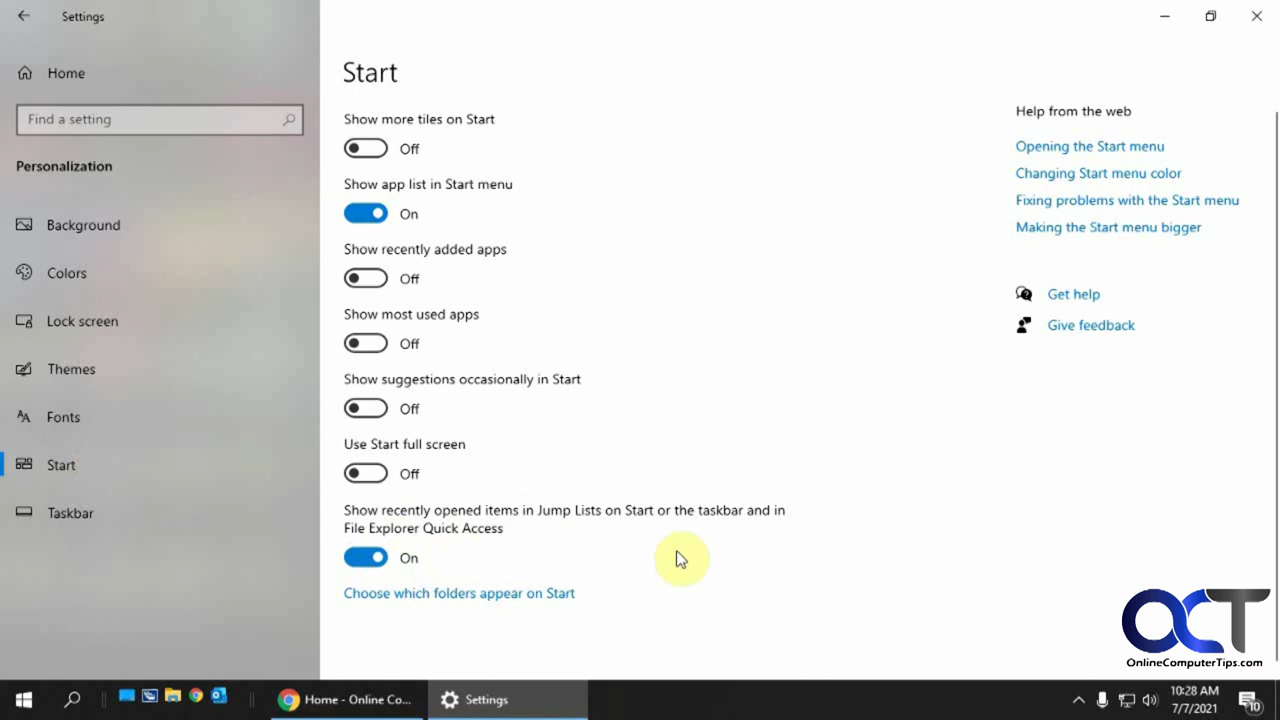 Settings
Home
Find a setting
Personalization
Background
Colors
Lock screen
Themes
Fonts
Start
Taskbar
Start
Show more tiles on Start
Off
Show app list in Start menu
On
Show recently added apps
Off
Show most used apps
Off
Show suggestions occasionally in Start
Off
Use Start full screen
Off
Show recently opened items in Jump Lists on Start or the taskbar and in
File Explorer Quick Access
On
Choose which folders appear on Start
Help from the web
Opening the Start menu
Changing Start menu color
Fixing problems with the Start menu
Making the Start menu bigger
Get help
Give feedback
OCT
OnlineComputerTips.com
Home - Online Co...
Settings
10:28 AM
7/7/2021
10